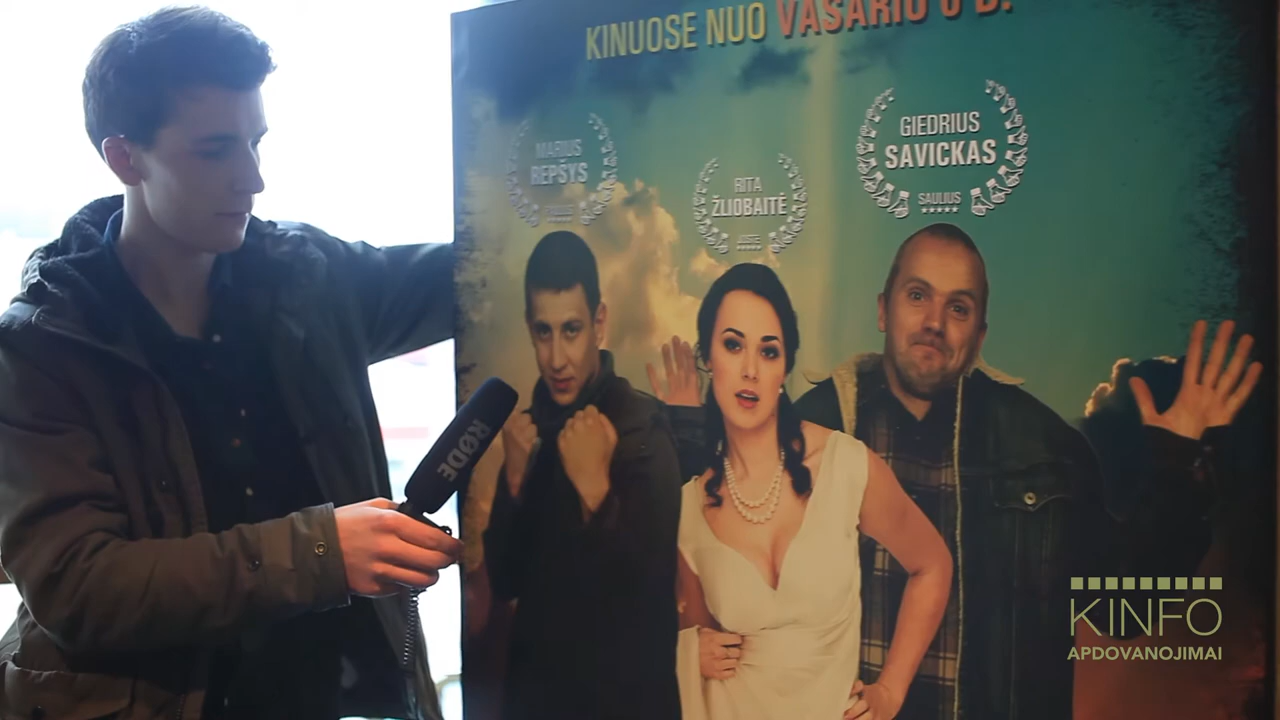 KINUOSE NUO VASARIO 6 D.
MARIUS
REPŠYS
RITA
ŽLIOBAITĖ
GIEDRIUS
SAVICKAS
SAULIUS
RØDE
KINFO
APDOVANOJIMAI